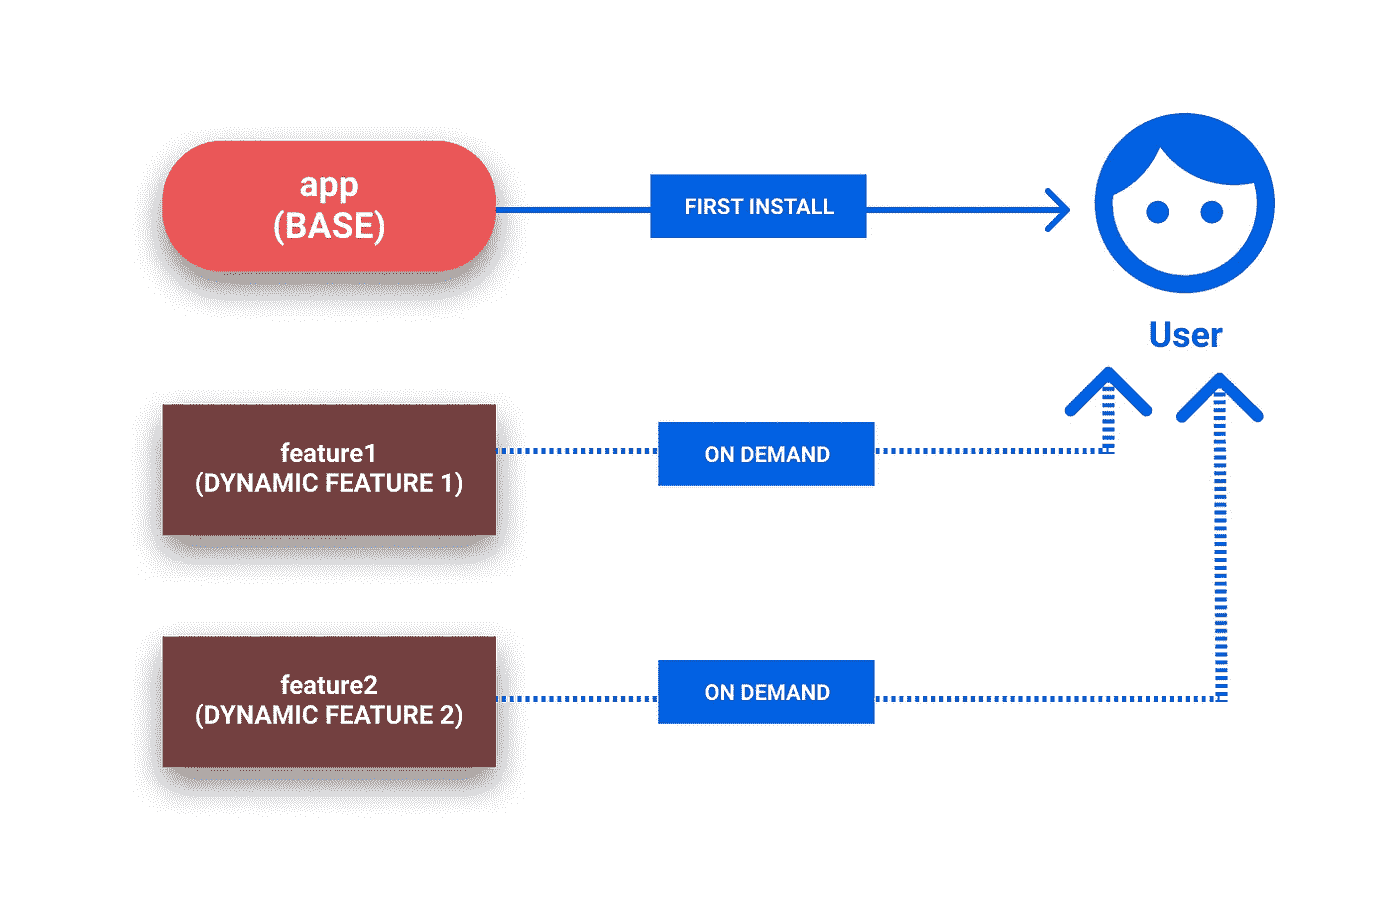 app
(BASE)
FIRST INSTALL
User
feature1
(DYNAMIC FEATURE 1)
ON DEMAND
feature2
(DYNAMIC FEATURE 2)
ON DEMAND